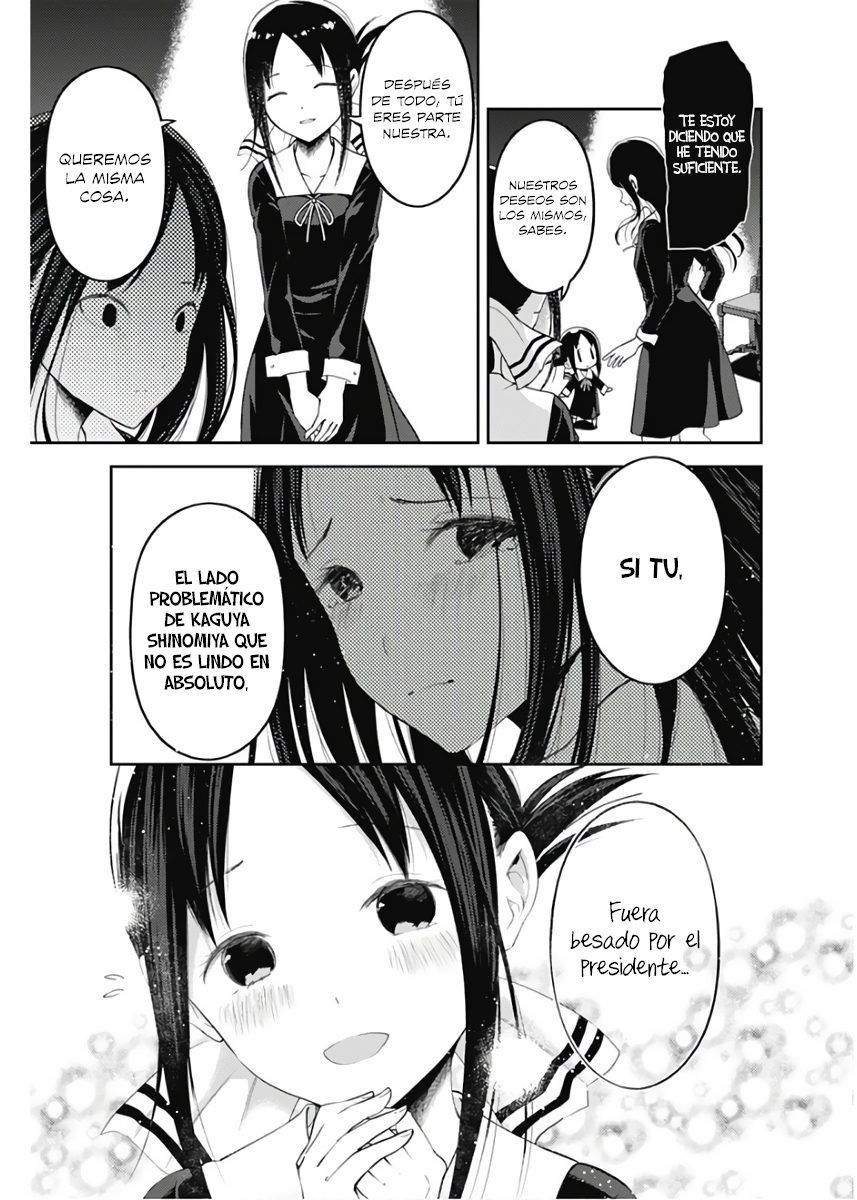 TE ESTOY
DICIENDO QUE
HE TENIDO
SUFICIENTE.
NUESTROS
DESEOS SON
LOS MISMOS,
SABES.
DESPUÉS
DE TODO, TÚ
ERES PARTE
NUESTRA.
QUEREMOS
LA MISMA
COSA.
SI TU,
EL LADO
PROBLEMÁTICO
DE KAGUYA
SHINOMIYA QUE
NO ES LINDO EN
ABSOLUTO,
Fuera
besado por el
Presidente...